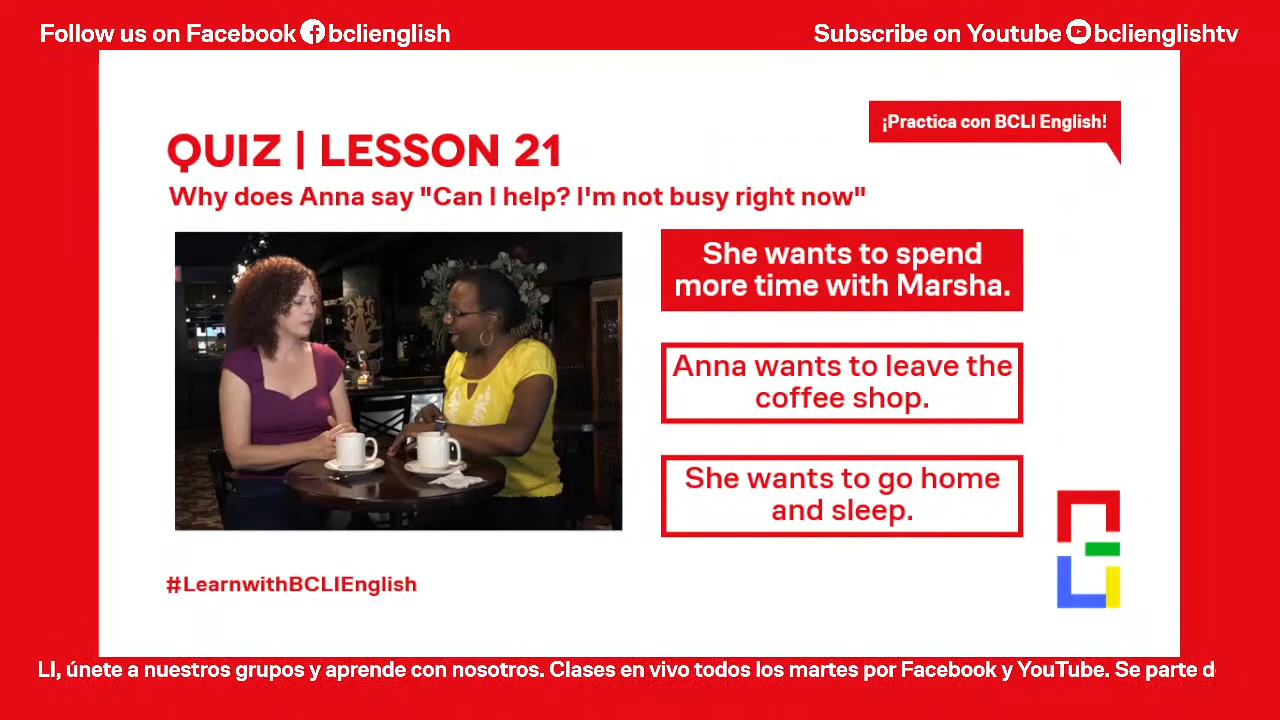 Follow us on Facebook bclienglish
Subscribe on Youtube bclienglishtv
¡Practica con BCLI English!
QUIZ | LESSON 21
Why does Anna say "Can I help? I'm not busy right now"
She wants to spend
more time with Marsha.
Anna wants to leave the
coffee shop.
She wants to go home
and sleep.
#LearnwithBCLIEnglish
LI, únete a nuestros grupos y aprende con nosotros. Clases en vivo todos los martes por Facebook y YouTube. Se parte d